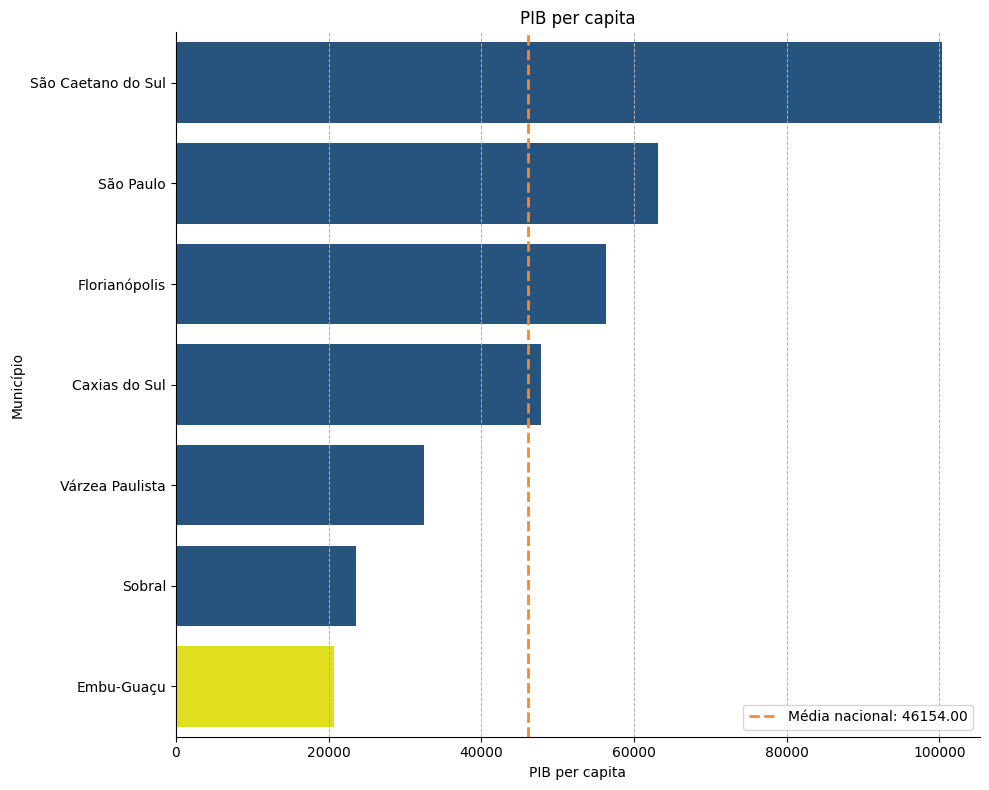 PIB per capita
São Caetano do Sul
São Paulo
Florianópolis
Caxias do Sul
Várzea Paulista
Sobral
Embu-Guaçu
Município
Média nacional: 46154.00
0 20000 40000 60000 80000 100000
PIB per capita